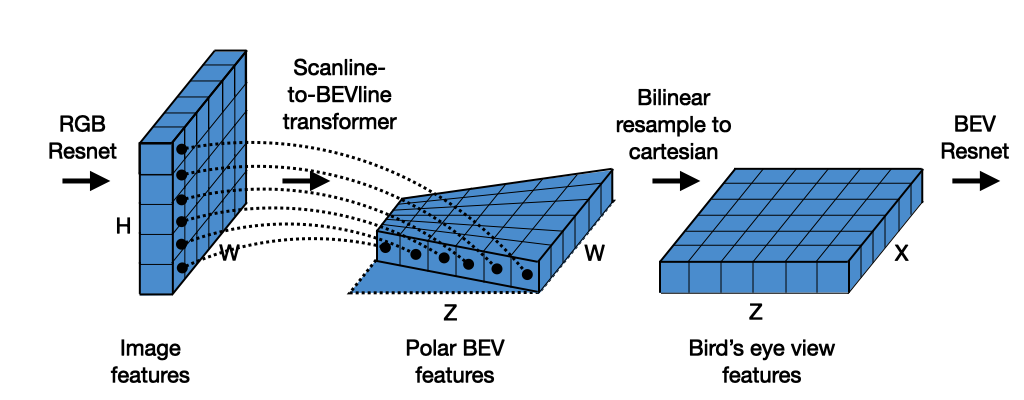 RGB
Resnet
Scanline-
to-BEVline
transformer
Bilinear
resample to
cartesian
BEV
Resnet
H
W
W
Z
X
Z
Image
features
Polar BEV
features
Bird's eye view
features